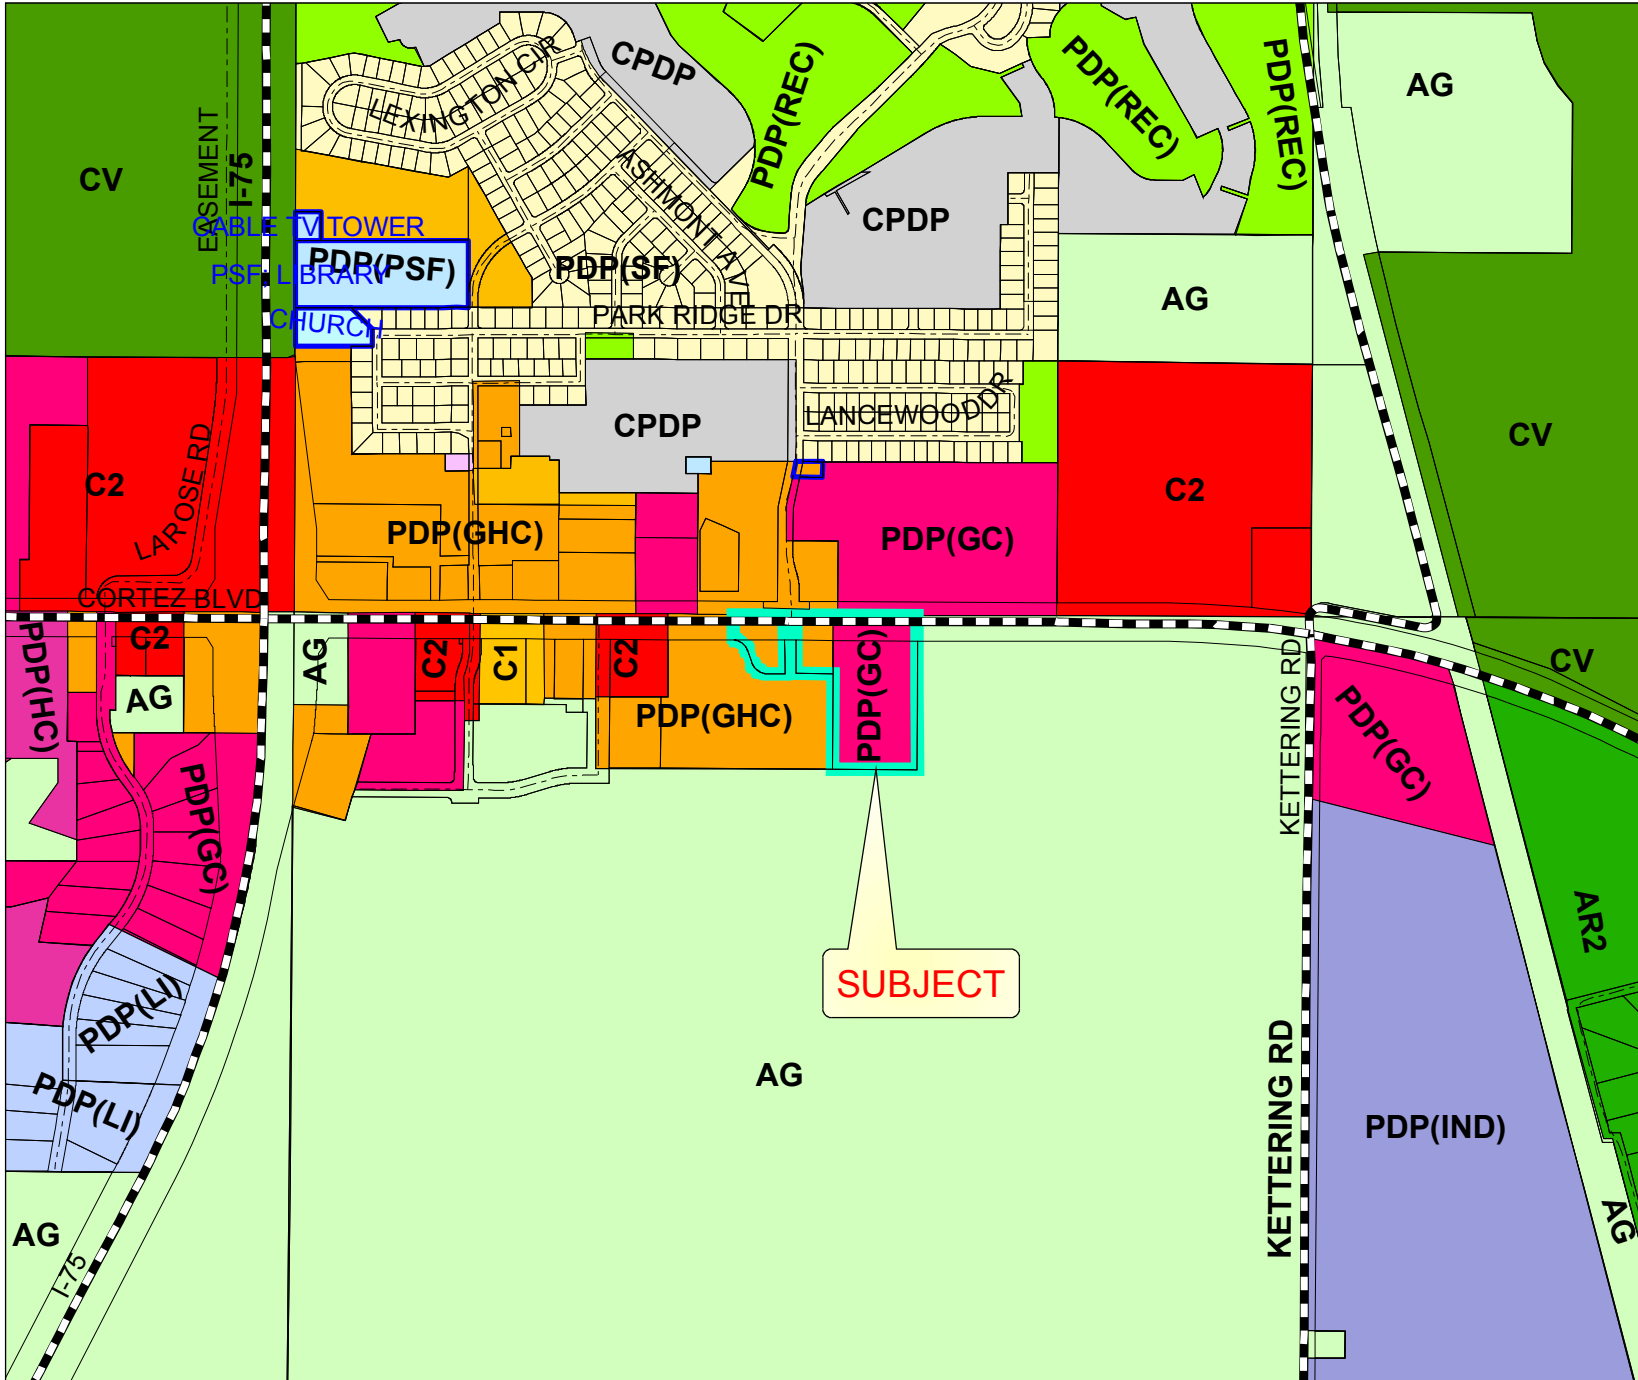 CPDP
LEXINGTON CIR
PDP(REC)
PDP(REC)
PDP(REC)
AG
EASEMENT
I-75
CV
ASHMONT AVE
CPDP
CABLE TV TOWER
PDP(PSF)
PSF: LIBRARY
PDP(SF)
AG
CHURCH
PARK RIDGE DR
LANCEWOOD DR
CPDP
CV
C2
LAROSE RD
C2
PDP(GHC)
PDP(GC)
CORTEZ BLVD
PDP(HC)
C2
AG
C2
C1
C2
PDP(GC)
KETTERING RD
CV
AG
PDP(GHC)
PDP(GC)
PDP(GC)
AR2
SUBJECT
PDP(LI)
AG
PDP(LI)
KETTERING RD
PDP(IND)
AG
I-75
AG